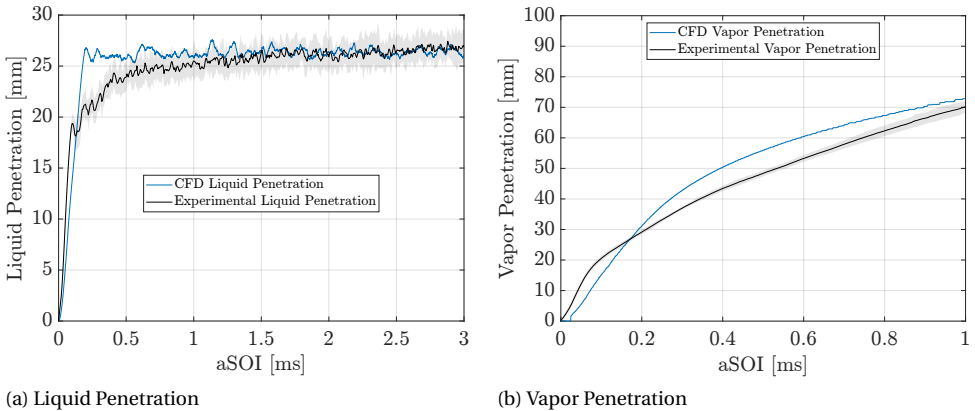 30
25
20
15
10
5
0
Liquid Penetration [mm]
CFD Liquid Penetration
Experimental Liquid Penetration
0 0.5 1 1.5 2 2.5 3
aSOI [ms]
(a) Liquid Penetration
100
90
80
70
60
50
40
30
20
10
0
Vapor Penetration [mm]
CFD Vapor Penetration
Experimental Vapor Penetration
0 0.2 0.4 0.6 0.8 1
aSOI [ms]
(b) Vapor Penetration